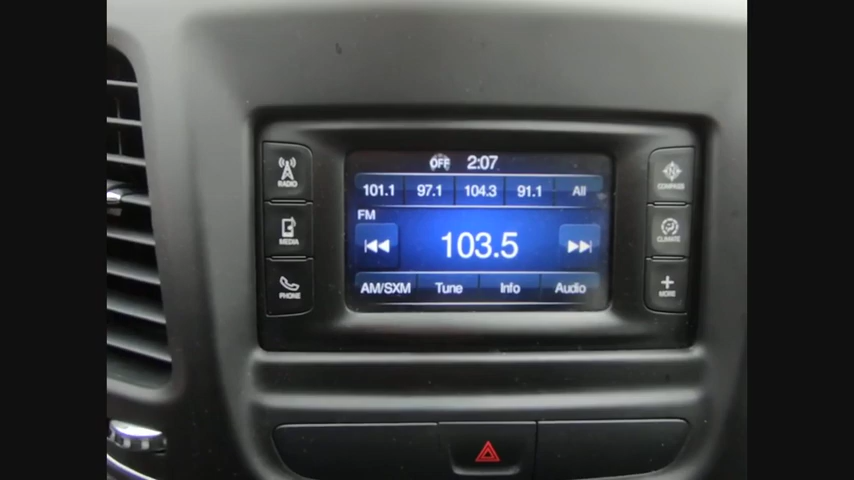 OFF 2:07
101.1 97.1 104.3 91.1 All
FM
103.5
AM/SXM Tune Info Audio
RADIO
MEDIA
PHONE
N
COMPASS
CLIMATE
+
MORE